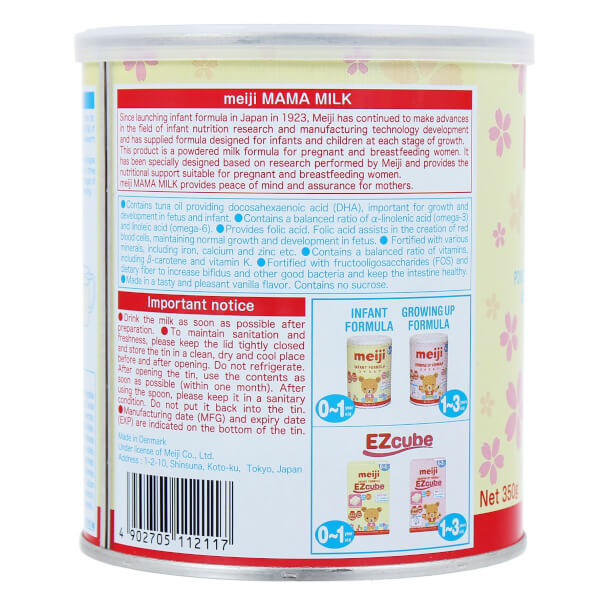 meiji MAMA MILK
Since launching infant formula in Japan in 1923, Meiji has continued to make advances
in the field of infant nutrition research and manufacturing technology development
and has supplied formula designed for infants and children at each stage of growth.
This product is a powdered milk formula for pregnant and breastfeeding women. It
has been specially designed based on research performed by Meiji and provides the
nutritional support suitable for pregnant and breastfeeding women.
meiji MAMA MILK provides peace of mind and assurance for mothers.
●Contains tuna oil providing docosahexaenoic acid (DHA), important for growth and
development in fetus and infant. ●Contains a balanced ratio of α-linolenic acid (omega-3)
and linoleic acid (omega-6). ●Provides folic acid. Folic acid assists in the creation of red
blood cells, maintaining normal growth and development in fetus. ● Fortified with various
minerals, including iron, calcium and zinc etc. ●Contains a balanced ratio of vitamins,
including β-carotene and vitamin K. ● Fortified with fructooligosaccharides (FOS) and
dietary fiber to increase bifidus and other good bacteria and keep the intestine healthy.
●Made in a tasty and pleasant vanilla flavor. Contains no sucrose.
Important notice
●Drink the milk as soon as possible after
preparation. ● To maintain sanitation and
freshness, please keep the lid tightly closed
and store the tin in a clean, dry and cool place
before and after opening. Do not refrigerate.
After opening the tin, use the contents as
soon as possible (within one month). After
using the spoon, please keep it in a sanitary
condition. Do not put it back into the tin.
●Manufacturing date (MFG) and expiry date
(EXP) are indicated on the bottom of the tin.
Made in Denmark
Under license of Meiji Co., Ltd.
Address : 1-2-10, Shinsuna, Koto-ku, Tokyo, Japan
4 902705 112117
INFANT
FORMULA
GROWING UP
FORMULA
meiji
INFANT FORMULA
0~1
meiji
GROWING UP FORMULA
1~3
EZcube
meiji
EZcube
0~1
meiji
EZcube
1~3
Net 350g